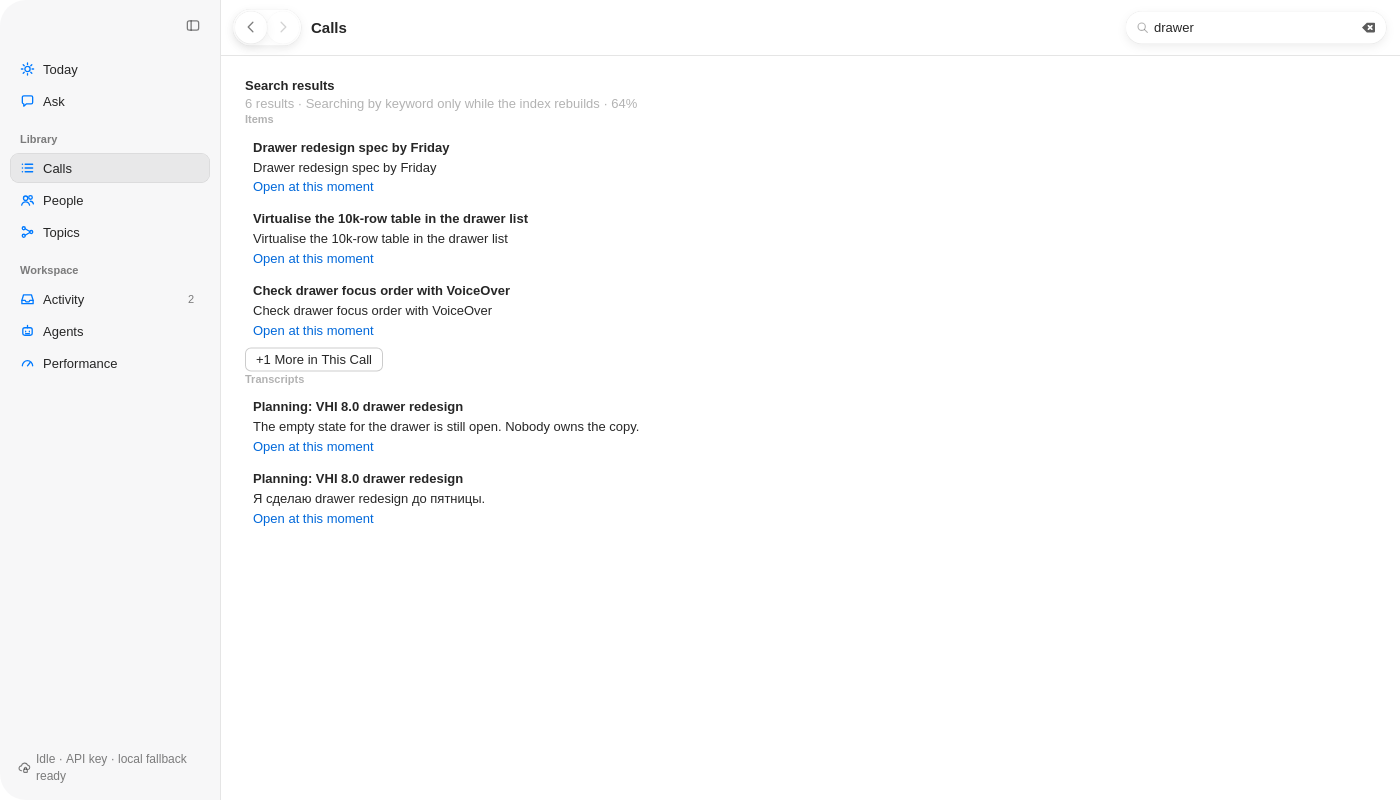 Calls
drawer
Today
Ask
Library
Calls
People
Topics
Workspace
Activity 2
Agents
Performance
Idle · API key · local fallback
ready
Search results
6 results · Searching by keyword only while the index rebuilds · 64%
Items
Drawer redesign spec by Friday
Drawer redesign spec by Friday
Open at this moment
Virtualise the 10k-row table in the drawer list
Virtualise the 10k-row table in the drawer list
Open at this moment
Check drawer focus order with VoiceOver
Check drawer focus order with VoiceOver
Open at this moment
+1 More in This Call
Transcripts
Planning: VHI 8.0 drawer redesign
The empty state for the drawer is still open. Nobody owns the copy.
Open at this moment
Planning: VHI 8.0 drawer redesign
Я сделаю drawer redesign до пятницы.
Open at this moment